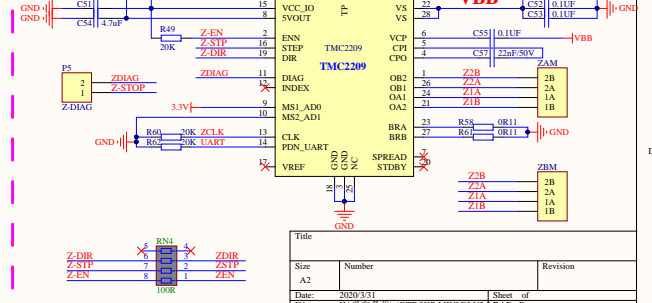 C51
GND
C54 4.7uF
15 VCC_IO
8 5VOUT
TP
VS 22
VS 28
VBB
C52 0.1UF
C53 0.1UF
GND
R49
20K
Z-EN 2 ENN
Z-STP 16 STEP
Z-DIR 19 DIR
VCP 6 C55 0.1UF VBB
CPI 5
CPO 4 C57 22nF/50V
TMC2209
TMC2209
P5
2
1
Z-DIAG
ZDIAG
Z-STOP
ZDIAG 11 DIAG
12 INDEX
3.3V 9 MS1_AD0
10 MS2_AD1
OB2 1 Z2B
OB1 26 Z2A
OA1 24 Z1A
OA2 21 Z1B
ZAM
2B
2A
1A
1B
GND
R60 20K ZCLK 13 CLK
R62 20K UART 14 PDN_UART
BRA 23 R58 0R11
BRB 27 R61 0R11
GND
17 VREF
SPREAD 7
STDBY 20
GND GND NC
18 3 25
GND
ZBM
Z2B 2B
Z2A 2A
Z1A 1A
Z1B 1B
RN4
5 4
Z-DIR 6 3 ZDIR
Z-STP 7 2 ZSTP
Z-EN 8 1 ZEN
100R
Title
Size Number Revision
A2
Date: 2020/3/31 Sheet of